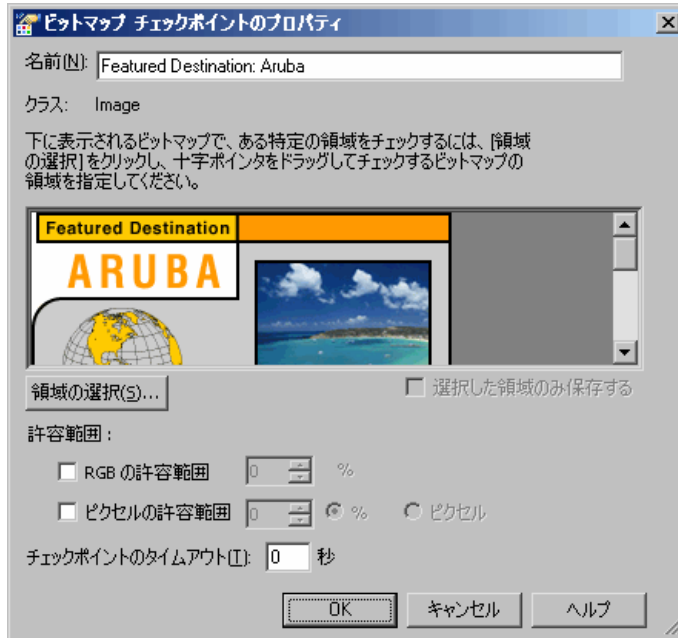 ビットマップ チェックポイントのプロパティ
名前(N): Featured Destination: Aruba
クラス: Image
下に表示されるビットマップで、ある特定の領域をチェックするには、[領域
の選択]をクリックし、十字ポインタをドラッグしてチェックするビットマップの
領域を指定してください。
Featured Destination
ARUBA
領域の選択(S)...
選択した領域のみ保存する
許容範囲 :
RGB の許容範囲 0 %
ピクセルの許容範囲 0 % ピクセル
チェックポイントのタイムアウト(T): 0 秒
OK キャンセル ヘルプ